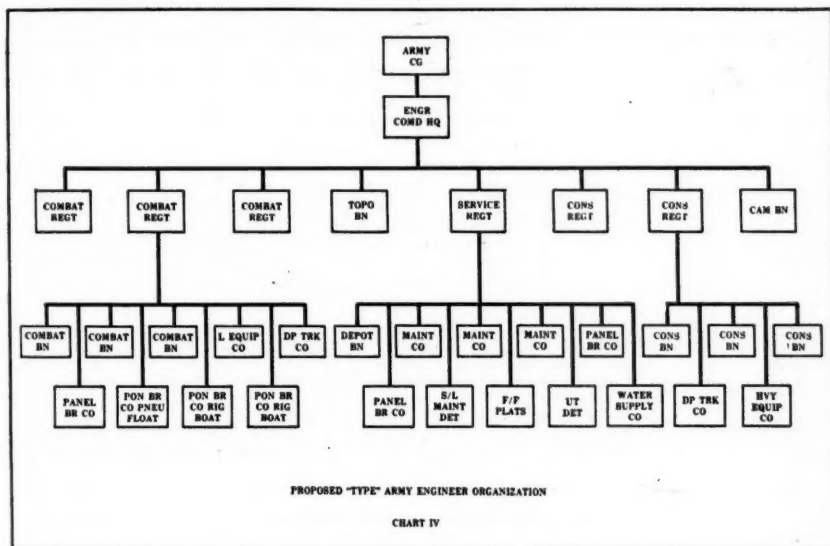 ARMY
CG
ENGR
COMD HQ
COMBAT
REGT
COMBAT
REGT
COMBAT
REGT
TOPO
BN
SERVICE
REGT
CONS
REGT
CONS
REGT
CAM BN
COMBAT
BN
COMBAT
BN
COMBAT
BN
L EQUIP
CO
DP TRK
CO
DEPOT
BN
MAINT
CO
MAINT
CO
MAINT
CO
PANEL
BR CO
CONS
BN
CONS
BN
CONS
BN
PANEL
BR CO
PON BR
CO PNEU
FLOAT
PON BR
CO RIG
BOAT
PON BR
CO RIG
BOAT
PANEL
BR CO
S/L
MAINT
DET
F/F
PLATS
UT
DET
WATER
SUPPLY
CO
DP TRK
CO
HVY
EQUIP
CO
PROPOSED "TYPE" ARMY ENGINEER ORGANIZATION
CHART IV